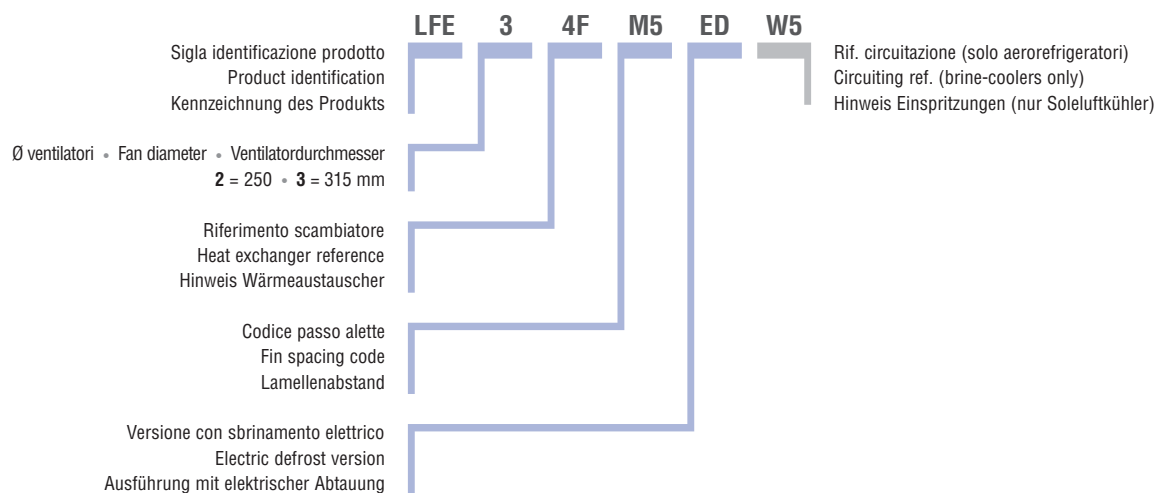 LFE 3 4F M5 ED W5
Sigla identificazione prodotto
Product identification
Kennzeichnung des Produkts
Rif. circuitazione (solo aerorefrigeratori)
Circuiting ref. (brine-coolers only)
Hinweis Einspritzungen (nur Soleluftkühler)
Ø ventilatori • Fan diameter • Ventilatordurchmesser
2 = 250 • 3 = 315 mm
Riferimento scambiatore
Heat exchanger reference
Hinweis Wärmeaustauscher
Codice passo alette
Fin spacing code
Lamellenabstand
Versione con sbrinamento elettrico
Electric defrost version
Ausführung mit elektrischer Abtauung